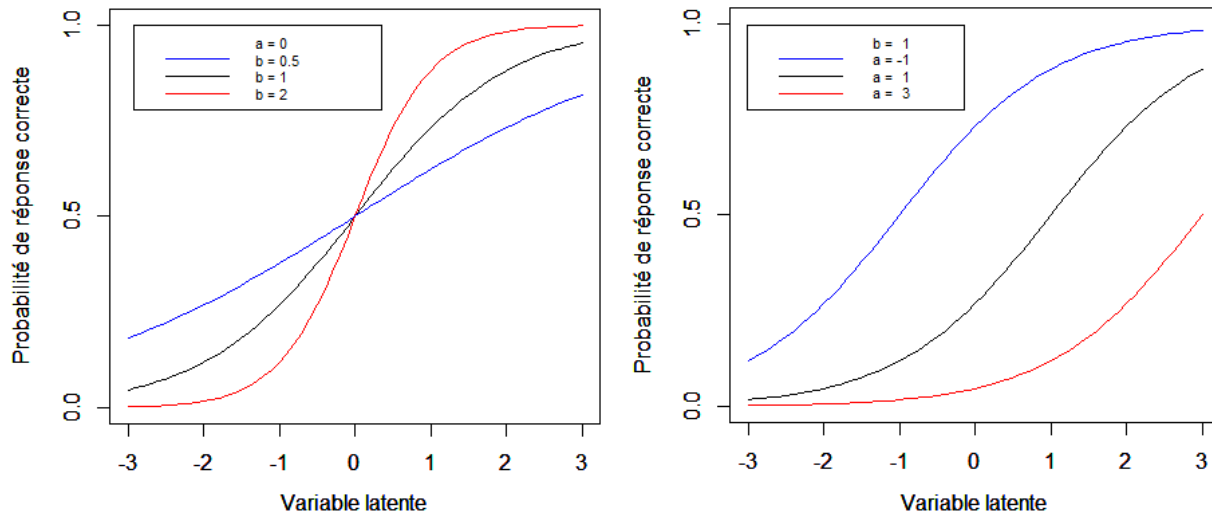 a = 0
b = 0.5
b = 1
b = 2
Probabilité de réponse correcte
1.0
0.5
0.0
-3 -2 -1 0 1 2 3
Variable latente
b = 1
a = -1
a = 1
a = 3
Probabilité de réponse correcte
1.0
0.5
0.0
-3 -2 -1 0 1 2 3
Variable latente